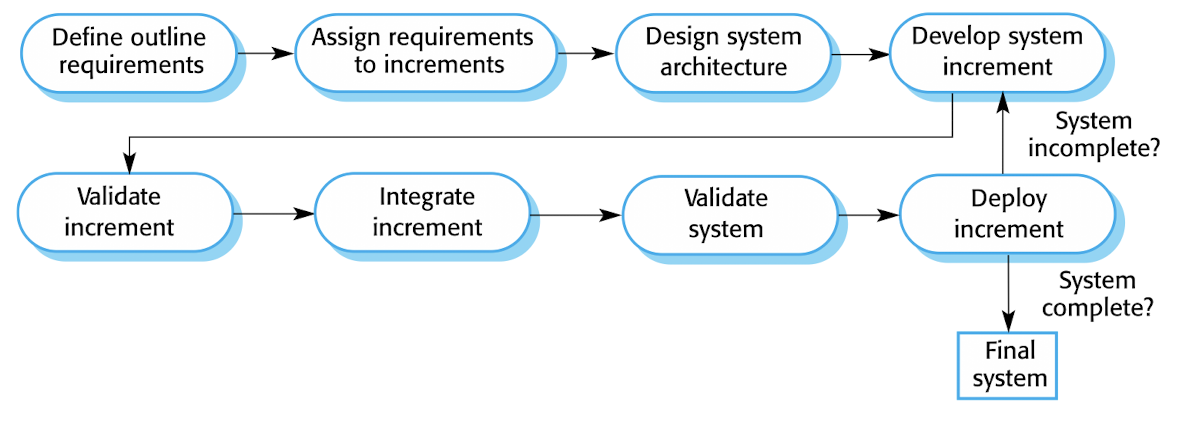 Define outline
requirements
Assign requirements
to increments
Design system
architecture
Develop system
increment
System
incomplete?
Validate
increment
Integrate
increment
Validate
system
Deploy
increment
System
complete?
Final
system